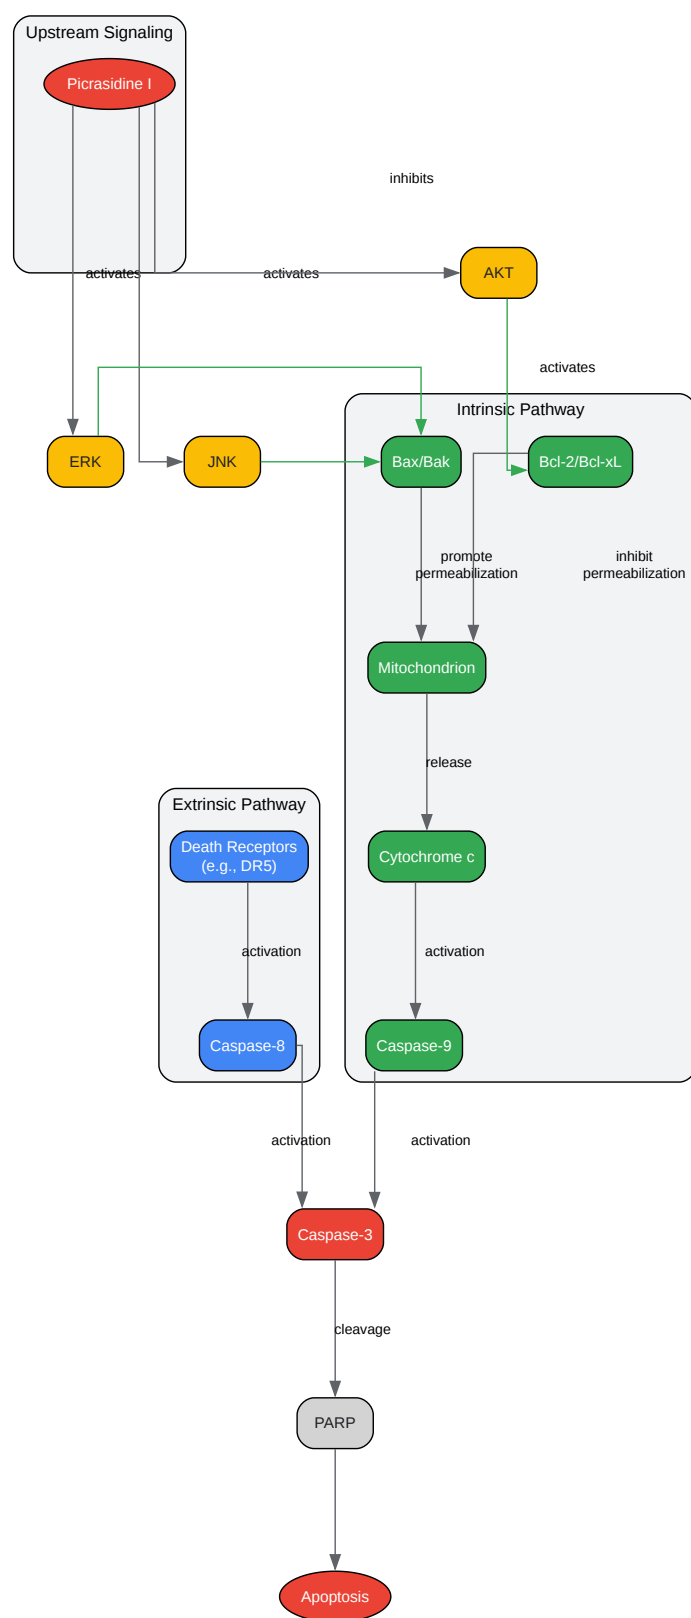 Upstream Signaling
Picrasidine I
inhibits
activates
activates
AKT
activates
Intrinsic Pathway
ERK
JNK
Bax/Bak
Bcl-2/Bcl-xL
promote
permeabilization
inhibit
permeabilization
Mitochondrion
release
Extrinsic Pathway
Death Receptors
(e.g., DR5)
Cytochrome c
activation
activation
Caspase-8
Caspase-9
activation
activation
Caspase-3
cleavage
PARP
Apoptosis